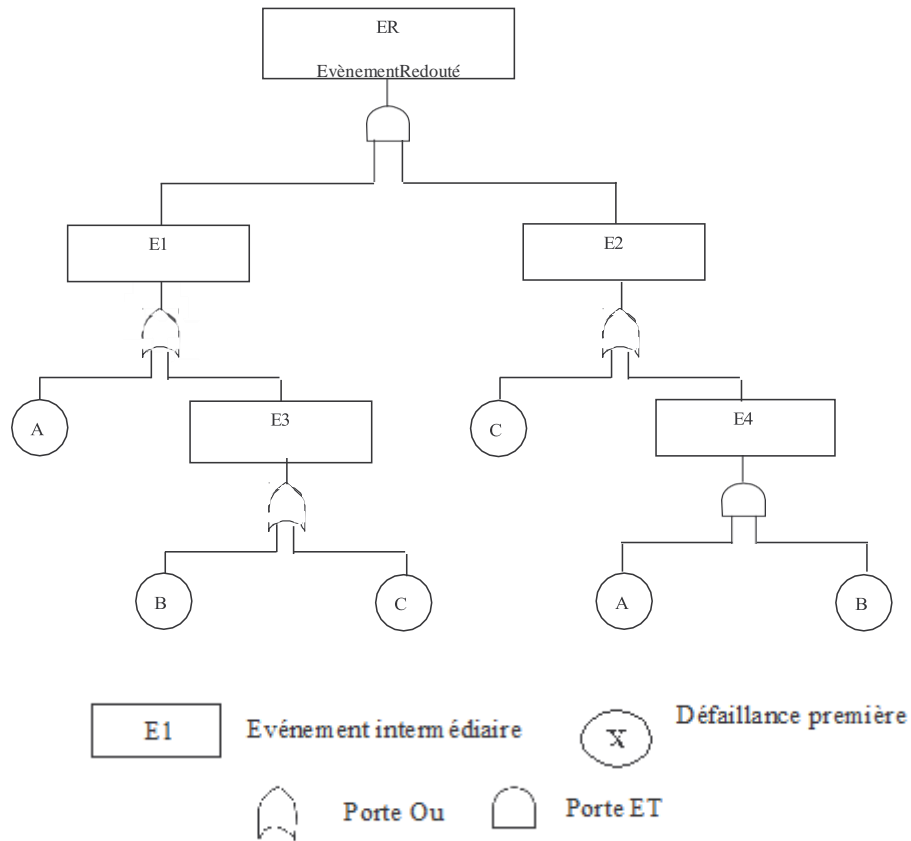 ER
EvènementRedouté
E1
E2
A
E3
C
E4
B
C
A
B
E1
Evénement intermédiaire
X
Défaillance première
Porte Ou
Porte ET